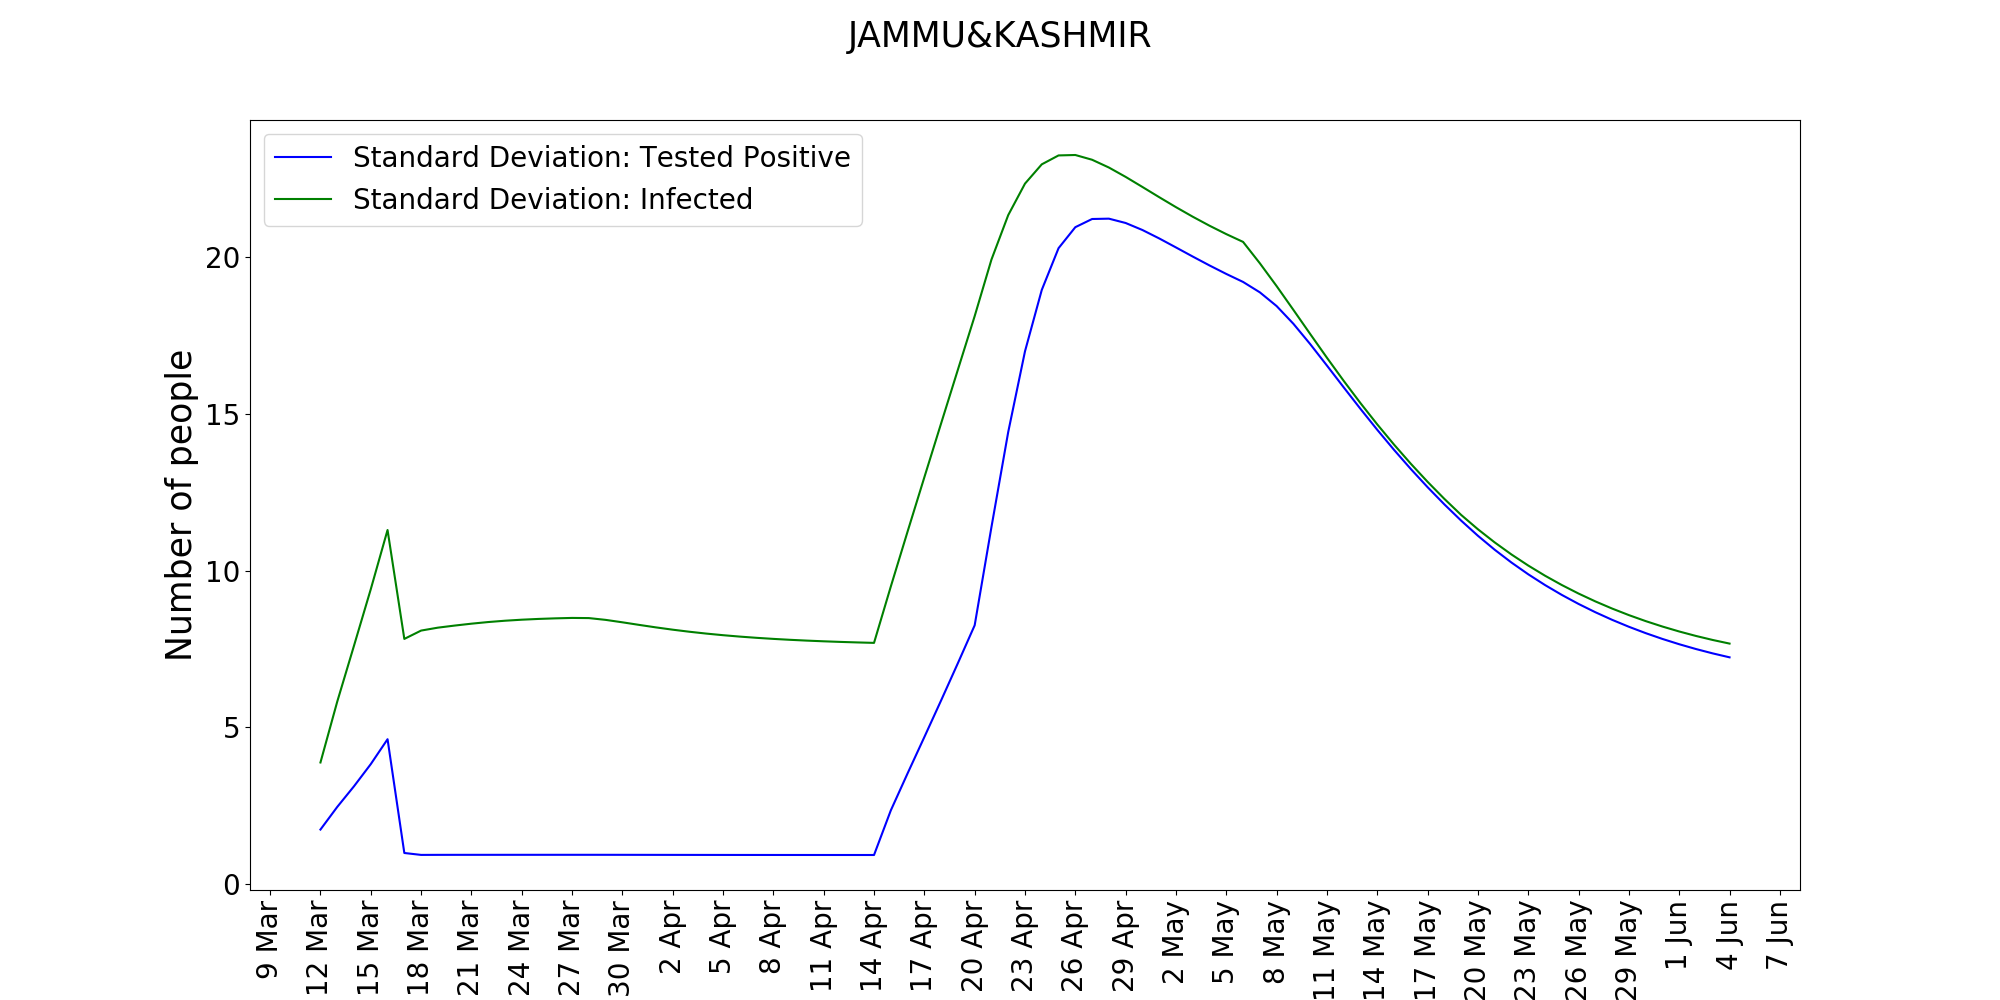 JAMMU&KASHMIR
Standard Deviation: Tested Positive
Standard Deviation: Infected
Number of people
20
15
10
5
0
9 Mar
12 Mar
15 Mar
18 Mar
21 Mar
24 Mar
27 Mar
30 Mar
2 Apr
5 Apr
8 Apr
11 Apr
14 Apr
17 Apr
20 Apr
23 Apr
26 Apr
29 Apr
2 May
5 May
8 May
11 May
14 May
17 May
20 May
23 May
26 May
29 May
1 Jun
4 Jun
7 Jun